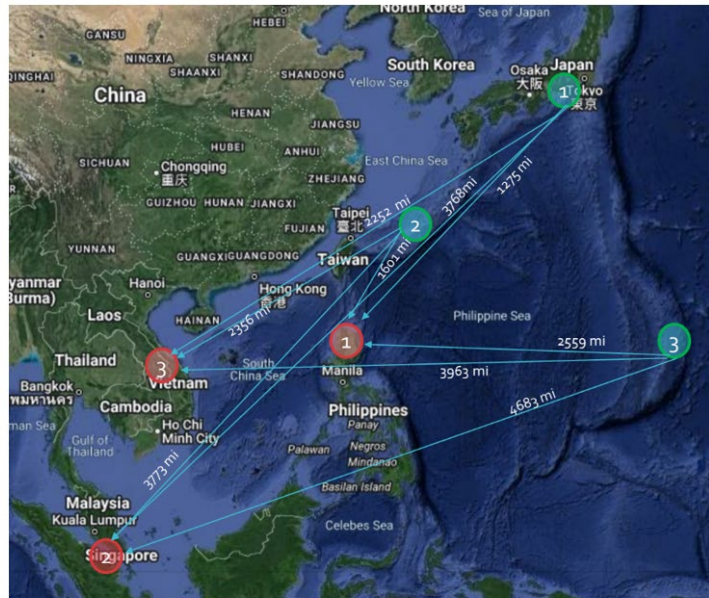 North Korea
Sea of Japan
HEBEI
GANSU
NINGXIA
SHANXI
QINGHAI
SHAANXI
SHANDONG
South Korea
Osaka
大阪
Japan
1
Tokyo
東京
Yellow Sea
China
HENAN
JIANGSU
HUBEI
ANHUI
East China Sea
SICHUAN
Chongqing
重庆
ZHEJIANG
3768mi
1275 mi
GUIZHOU
HUNAN
JIANGXI
Taipei
臺北
2252 mi
2
FUJIAN
YUNNAN
GUANGXI
GUANGDONG
Taiwan
1601 mi
Myanmar
(Burma)
Hanoi
Hong Kong
香港
Laos
HAINAN
2356 mi
Philippine Sea
1
3
2559 mi
Thailand
3
Vietnam
South
China Sea
Manila
3963 mi
Bangkok
Cambodia
Ho Chi
Minh City
Philippines
4683 mi
Panay
Gulf of
Thailand
Palawan
Negros
Mindanao
3773 mi
Basilan Island
Malaysia
Kuala Lumpur
Celebes Sea
Singapore
2